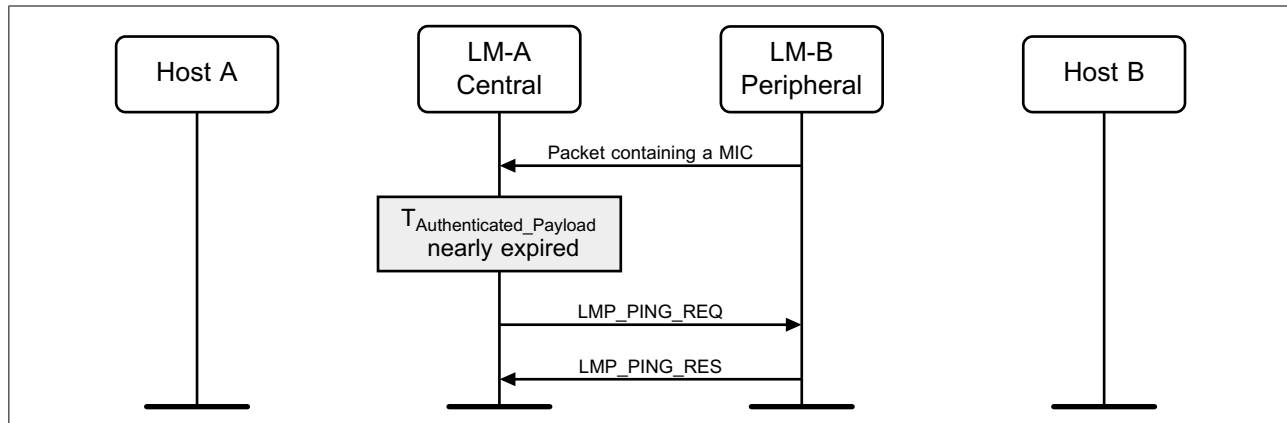 Host A
LM-A
Central
LM-B
Peripheral
Host B
Packet containing a MIC
TAuthenticated_Payload
nearly expired
LMP_PING_REQ
LMP_PING_RES